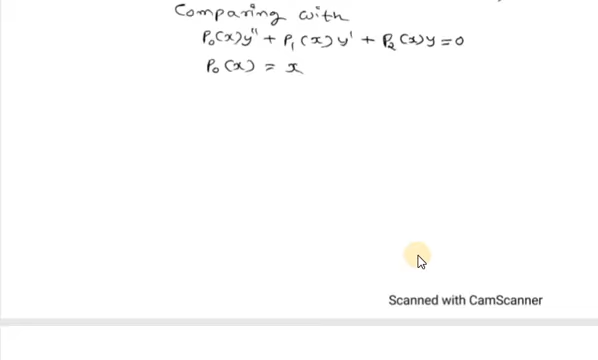 Comparing with
P₀(x)y" + P₁(x)y' + P₂(x)y=0
P₀(x) = x
Scanned with CamScanner